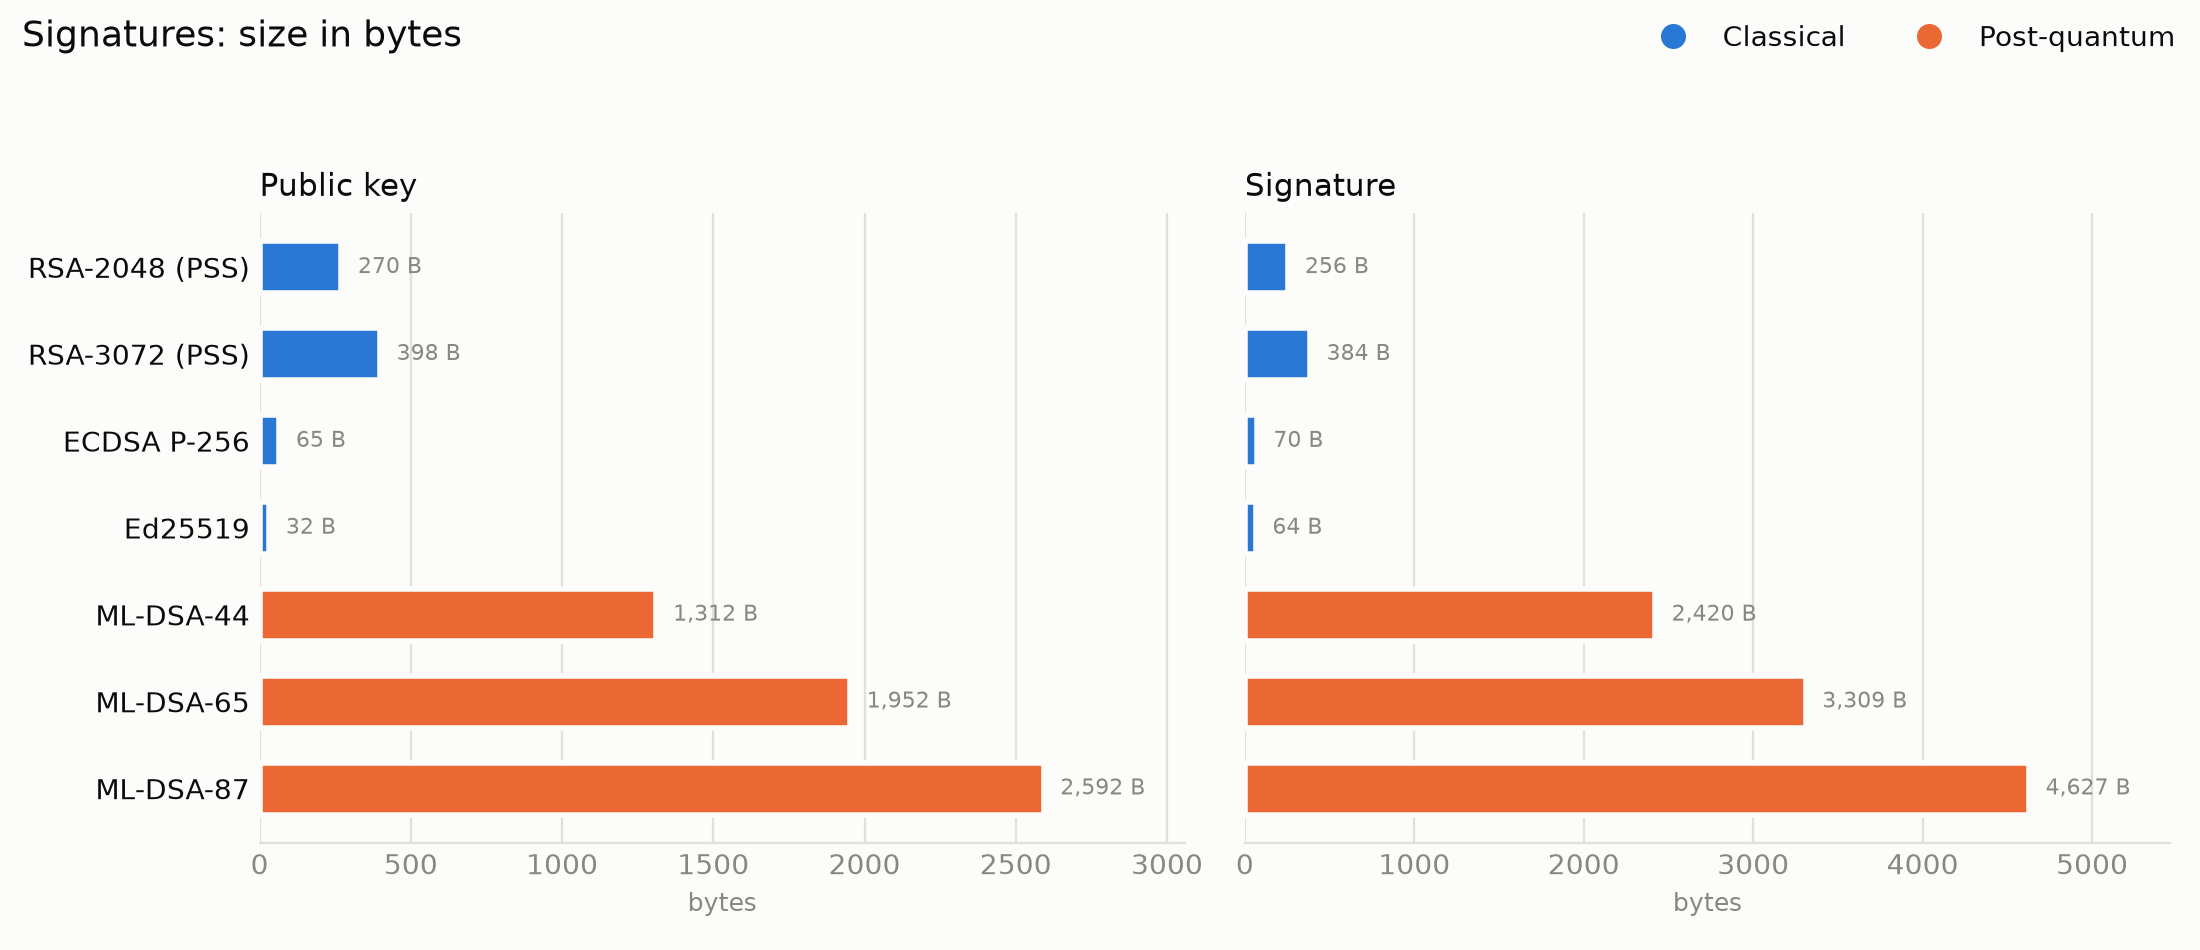 Signatures: size in bytes
Classical
Post-quantum
Public key
RSA-2048 (PSS)
270 B
RSA-3072 (PSS)
398 B
ECDSA P-256
65 B
Ed25519
32 B
ML-DSA-44
1,312 B
ML-DSA-65
1,952 B
ML-DSA-87
2,592 B
0 500 1000 1500 2000 2500 3000
bytes
Signature
256 B
384 B
70 B
64 B
2,420 B
3,309 B
4,627 B
0 1000 2000 3000 4000 5000
bytes